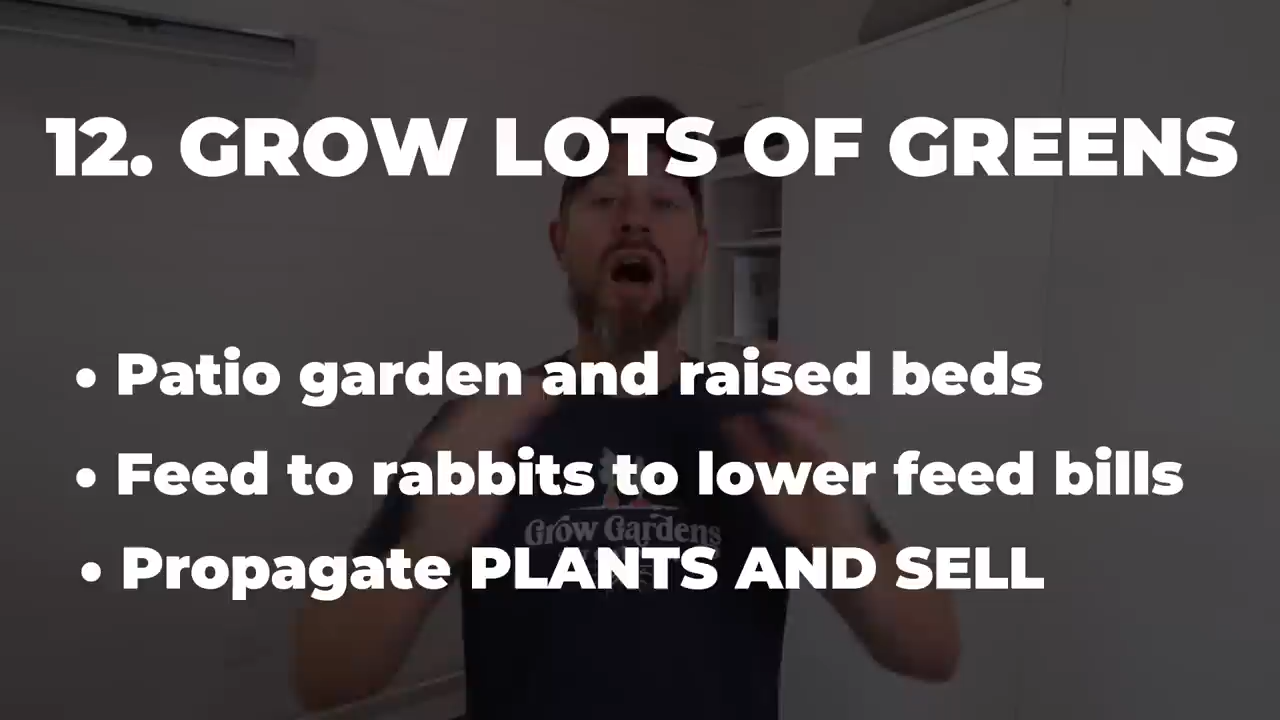 12. GROW LOTS OF GREENS
• Patio garden and raised beds
• Feed to rabbits to lower feed bills
Grow Gardens
• Propagate PLANTS AND SELL